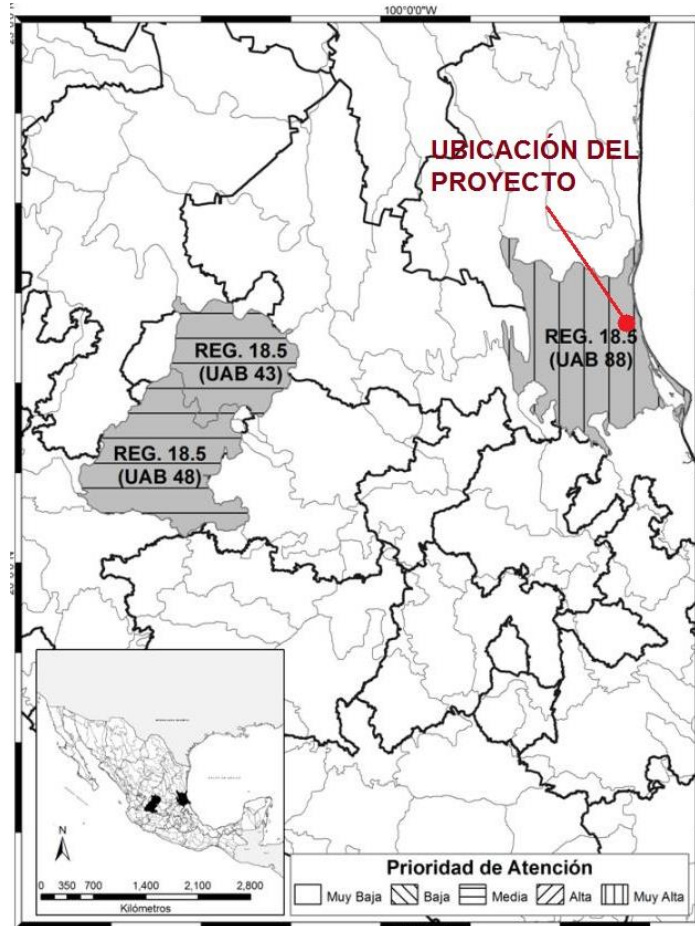 100°0'0"W
UBICACIÓN DEL
PROYECTO
REG. 18.5
(UAB 43)
REG. 18.5
(UAB 88)
REG. 18.5
(UAB 48)
N
0 350 700 1,400 2,100 2,800
Kilómetros
Prioridad de Atención
Muy Baja Baja Media Alta Muy Alta